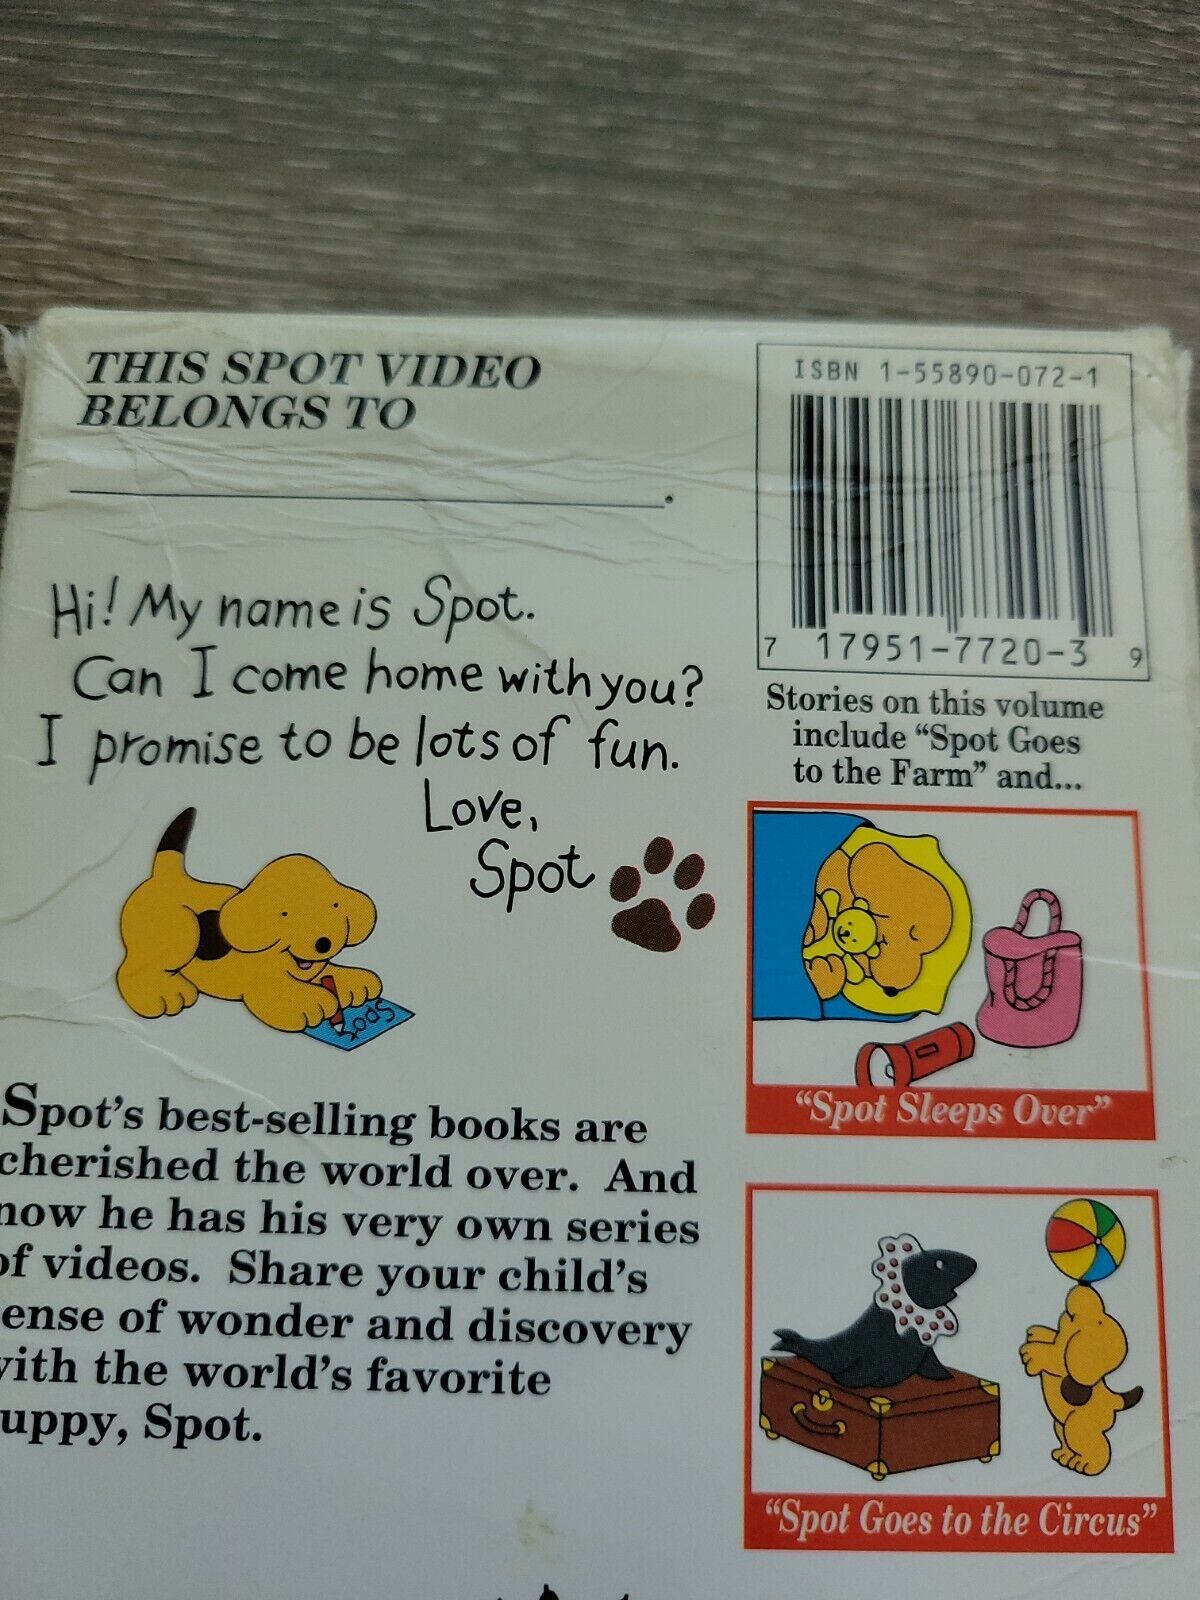 THIS SPOT VIDEO
BELONGS TO
.
Hi! My name is Spot.
Can I come home with you?
I promise to be lots of fun.
Love,
Spot
Spot
Spot's best-selling books are
cherished the world over. And
now he has his very own series
of videos. Share your child's
ense of wonder and discovery
with the world's favorite
uppy, Spot.
ISBN 1-55890-072-1
7 17951-7720-3 9
Stories on this volume
include “Spot Goes
to the Farm” and...
“Spot Sleeps Over”
“Spot Goes to the Circus”